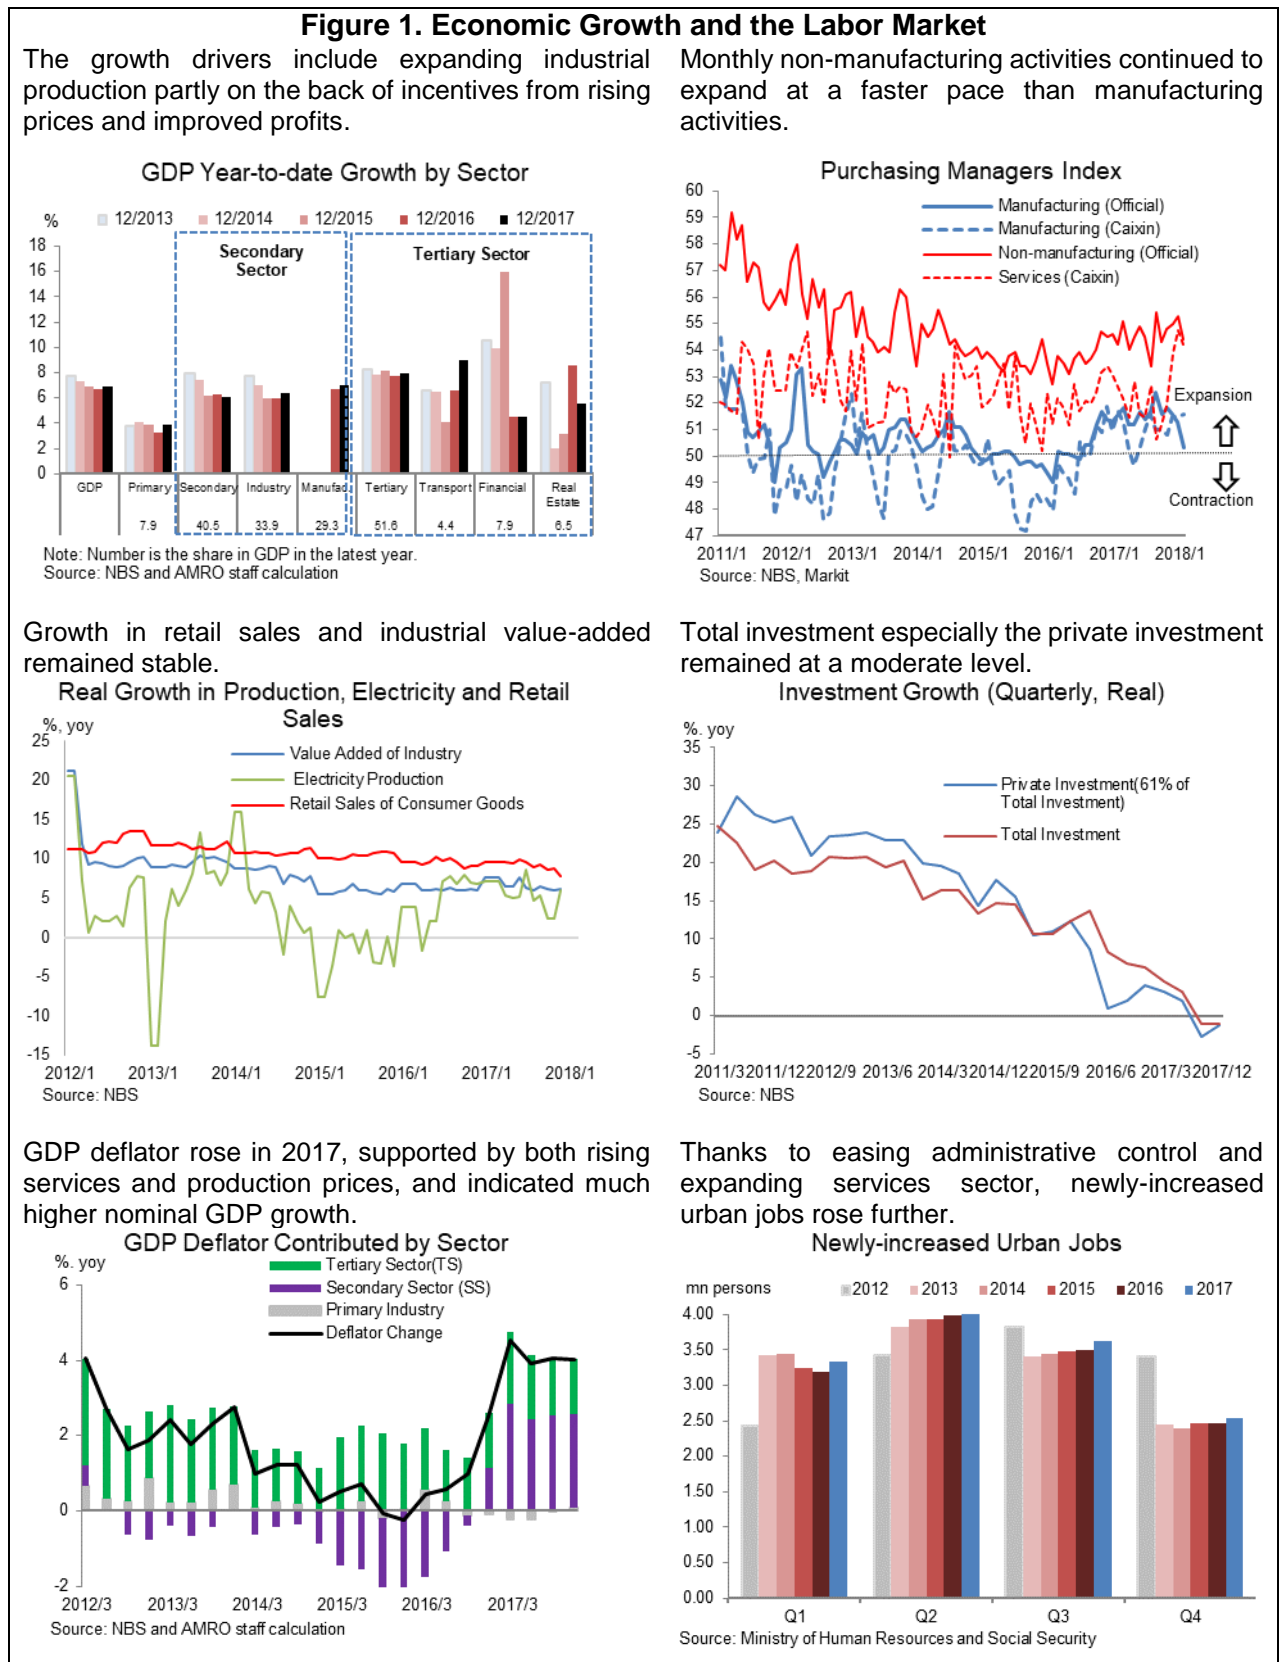 Figure 1. Economic Growth and the Labor Market
The growth drivers include expanding industrial
production partly on the back of incentives from rising
prices and improved profits.
GDP Year-to-date Growth by Sector
%
12/2013 12/2014 12/2015 12/2016 12/2017
Secondary
Sector
Tertiary Sector
18
16
14
12
10
8
6
4
2
0
GDP Primary Secondary Industry Manufac Tertiary Transport Financial Real
Estate
7.9 40.5 33.9 29.3 51.6 4.4 7.9 6.5
Note: Number is the share in GDP in the latest year.
Source: NBS and AMRO staff calculation
Monthly non-manufacturing activities continued to
expand at a faster pace than manufacturing
activities.
Purchasing Managers Index
Manufacturing (Official)
Manufacturing (Caixin)
Non-manufacturing (Official)
Services (Caixin)
60
59
58
57
56
55
54
53
52
51
50
49
48
47
Expansion
Contraction
2011/1 2012/1 2013/1 2014/1 2015/1 2016/1 2017/1 2018/1
Source: NBS, Markit
Growth in retail sales and industrial value-added
remained stable.
Real Growth in Production, Electricity and Retail
Sales
%, yoy
Value Added of Industry
Electricity Production
Retail Sales of Consumer Goods
25
20
15
10
5
0
-5
-10
-15
2012/1 2013/1 2014/1 2015/1 2016/1 2017/1 2018/1
Source: NBS
Total investment especially the private investment
remained at a moderate level.
Investment Growth (Quarterly, Real)
%. yoy
Private Investment(61% of
Total Investment)
Total Investment
35
30
25
20
15
10
5
0
-5
2011/3 2011/12 2012/9 2013/6 2014/3 2014/12 2015/9 2016/6 2017/3 2017/12
Source: NBS
GDP deflator rose in 2017, supported by both rising
services and production prices, and indicated much
higher nominal GDP growth.
GDP Deflator Contributed by Sector
%. yoy
Tertiary Sector(TS)
Secondary Sector (SS)
Primary Industry
Deflator Change
6
4
2
0
-2
2012/3 2013/3 2014/3 2015/3 2016/3 2017/3
Source: NBS and AMRO staff calculation
Thanks to easing administrative control and
expanding services sector, newly-increased
urban jobs rose further.
Newly-increased Urban Jobs
mn persons
2012 2013 2014 2015 2016 2017
4.00
3.50
3.00
2.50
2.00
1.50
1.00
0.50
0.00
Q1 Q2 Q3 Q4
Source: Ministry of Human Resources and Social Security